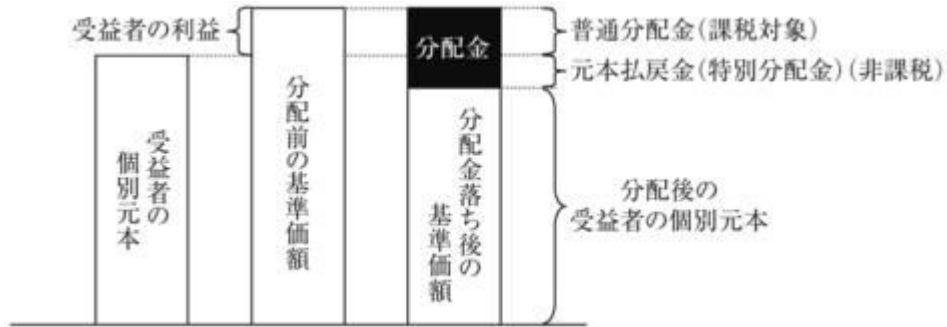 受益者の利益
分配金
普通分配金(課税対象)
元本払戻金(特別分配金)(非課税)
受益者の
個別元本
分配前の基準価額
分配金落ち後の
基準価額
分配後の
受益者の個別元本